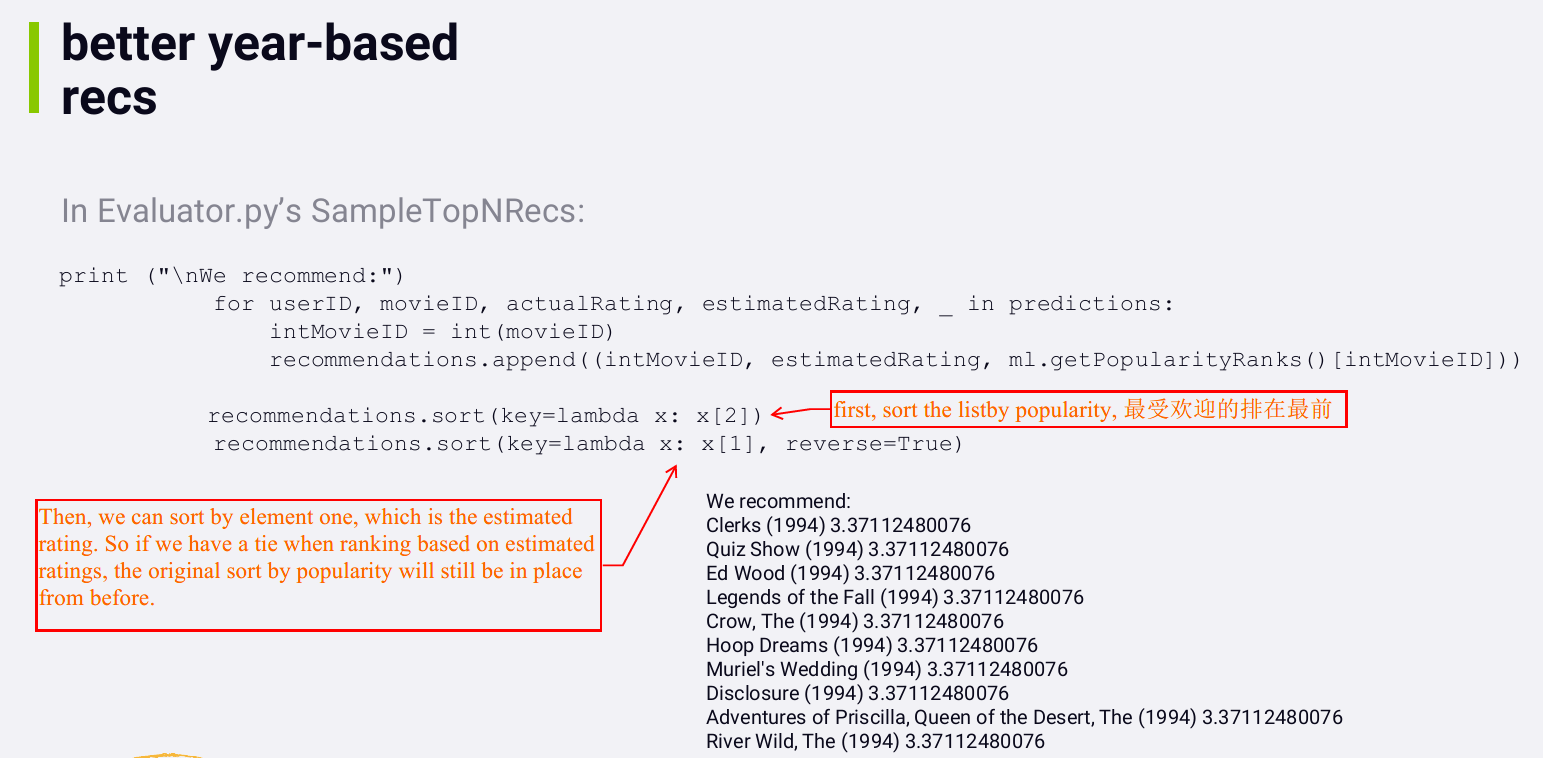 better year-based
recs
In Evaluator.py’s SampleTopNRecs:
print ("\nWe recommend:")
for userID, movieID, actualRating, estimatedRating, _ in predictions:
intMovieID = int(movieID)
recommendations.append((intMovieID, estimatedRating, ml.getPopularityRanks()[intMovieID]))
recommendations.sort(key=lambda x: x[2])
first, sort the listby popularity, 最受欢迎的排在最前
recommendations.sort(key=lambda x: x[1], reverse=True)
Then, we can sort by element one, which is the estimated
rating. So if we have a tie when ranking based on estimated
ratings, the original sort by popularity will still be in place
from before.
We recommend:
Clerks (1994) 3.37112480076
Quiz Show (1994) 3.37112480076
Ed Wood (1994) 3.37112480076
Legends of the Fall (1994) 3.37112480076
Crow, The (1994) 3.37112480076
Hoop Dreams (1994) 3.37112480076
Muriel's Wedding (1994) 3.37112480076
Disclosure (1994) 3.37112480076
Adventures of Priscilla, Queen of the Desert, The (1994) 3.37112480076
River Wild, The (1994) 3.37112480076